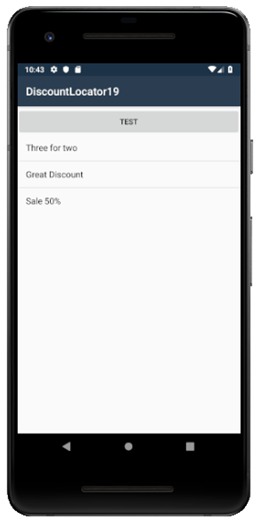 10:43
DiscountLocator19
TEST
Three for two
Great Discount
Sale 50%